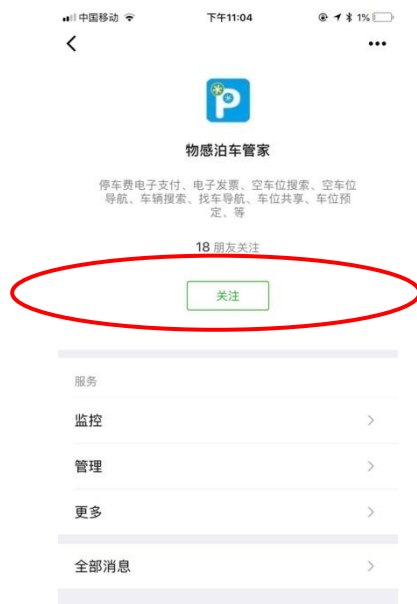 中国移动 下午11:04 1%
P
物感泊车管家
停车费电子支付、电子发票、空车位搜索、空车位
导航、车辆搜索、找车导航、车位共享、车位预
定、等
18 朋友关注
关注
服务
监控
管理
更多
全部消息